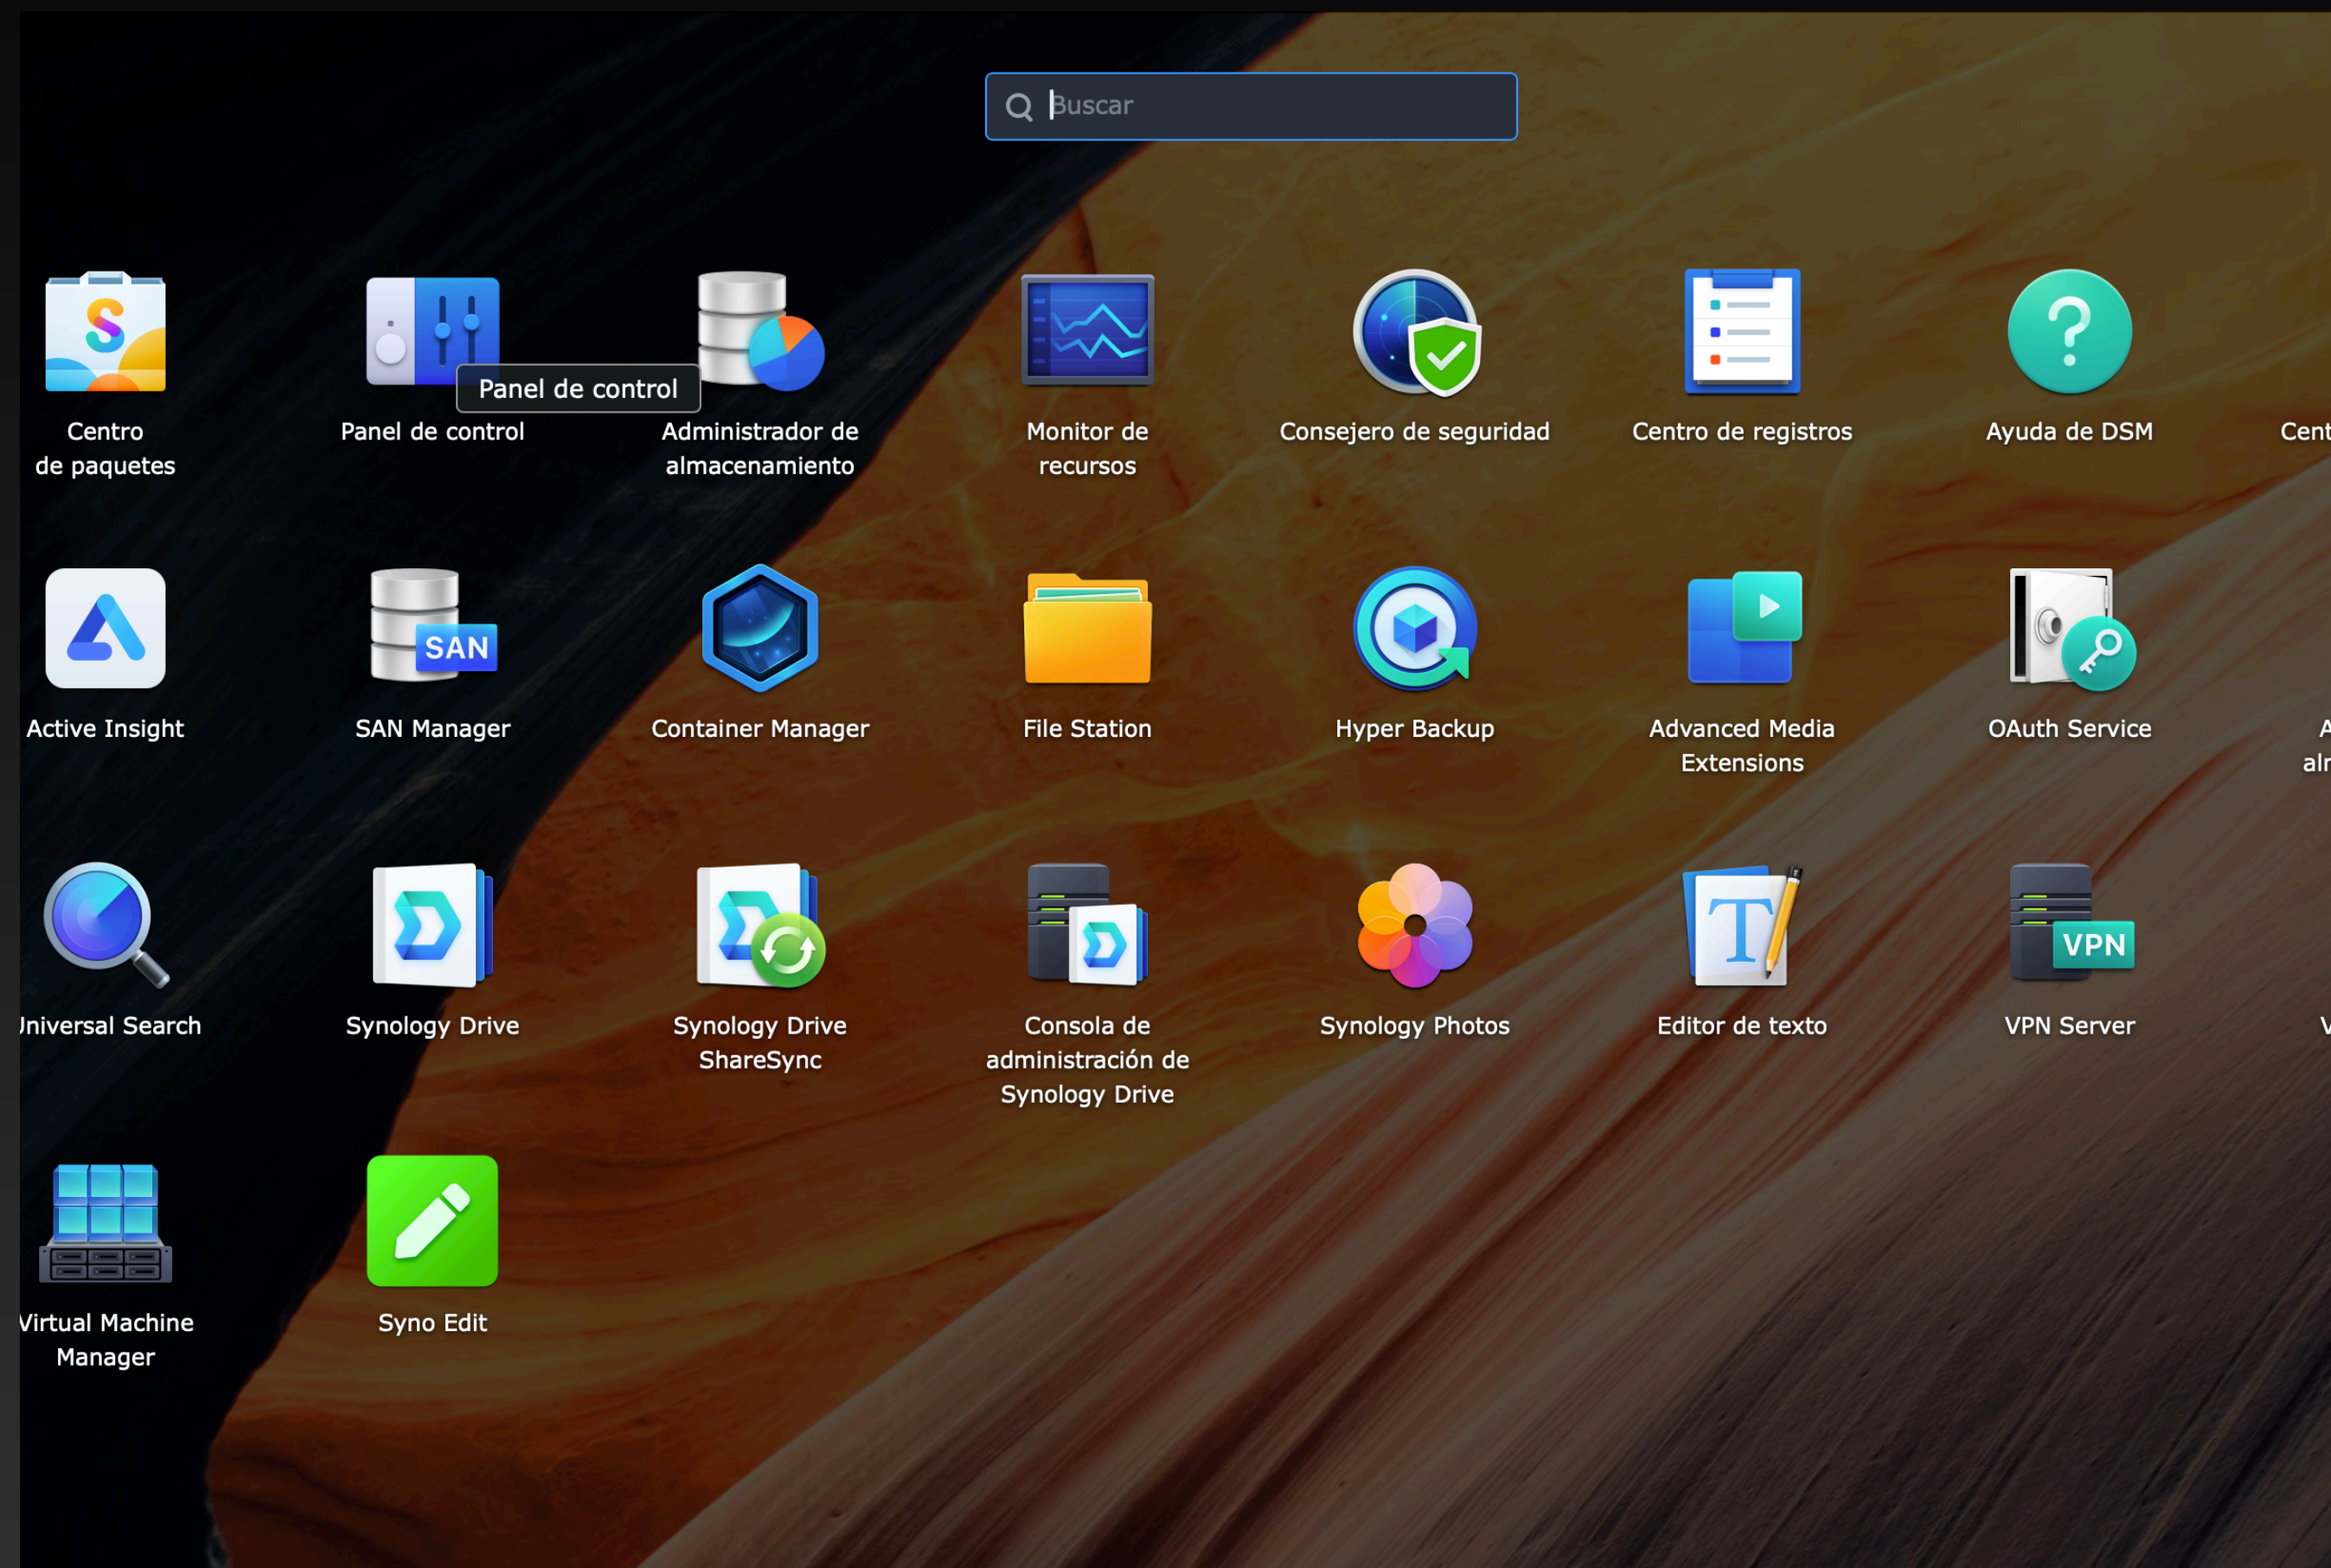 Buscar
Panel de control
Centro
de paquetes
Panel de control
Administrador de
almacenamiento
Monitor de
recursos
Consejero de seguridad
Centro de registros
Ayuda de DSM
SAN
Active Insight
SAN Manager
Container Manager
File Station
Hyper Backup
Advanced Media
Extensions
OAuth Service
VPN
Universal Search
Synology Drive
Synology Drive
ShareSync
Consola de
administración de
Synology Drive
Synology Photos
Editor de texto
VPN Server
Virtual Machine
Manager
Syno Edit